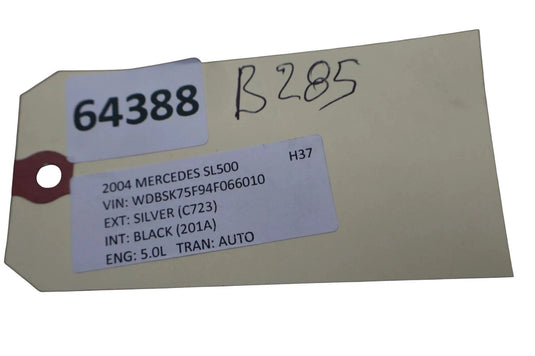 64388
B285
2004 MERCEDES SL500 H37
VIN: WDBSK75F94F066010
EXT: SILVER (C723)
INT: BLACK (201A)
ENG: 5.0L TRAN: AUTO